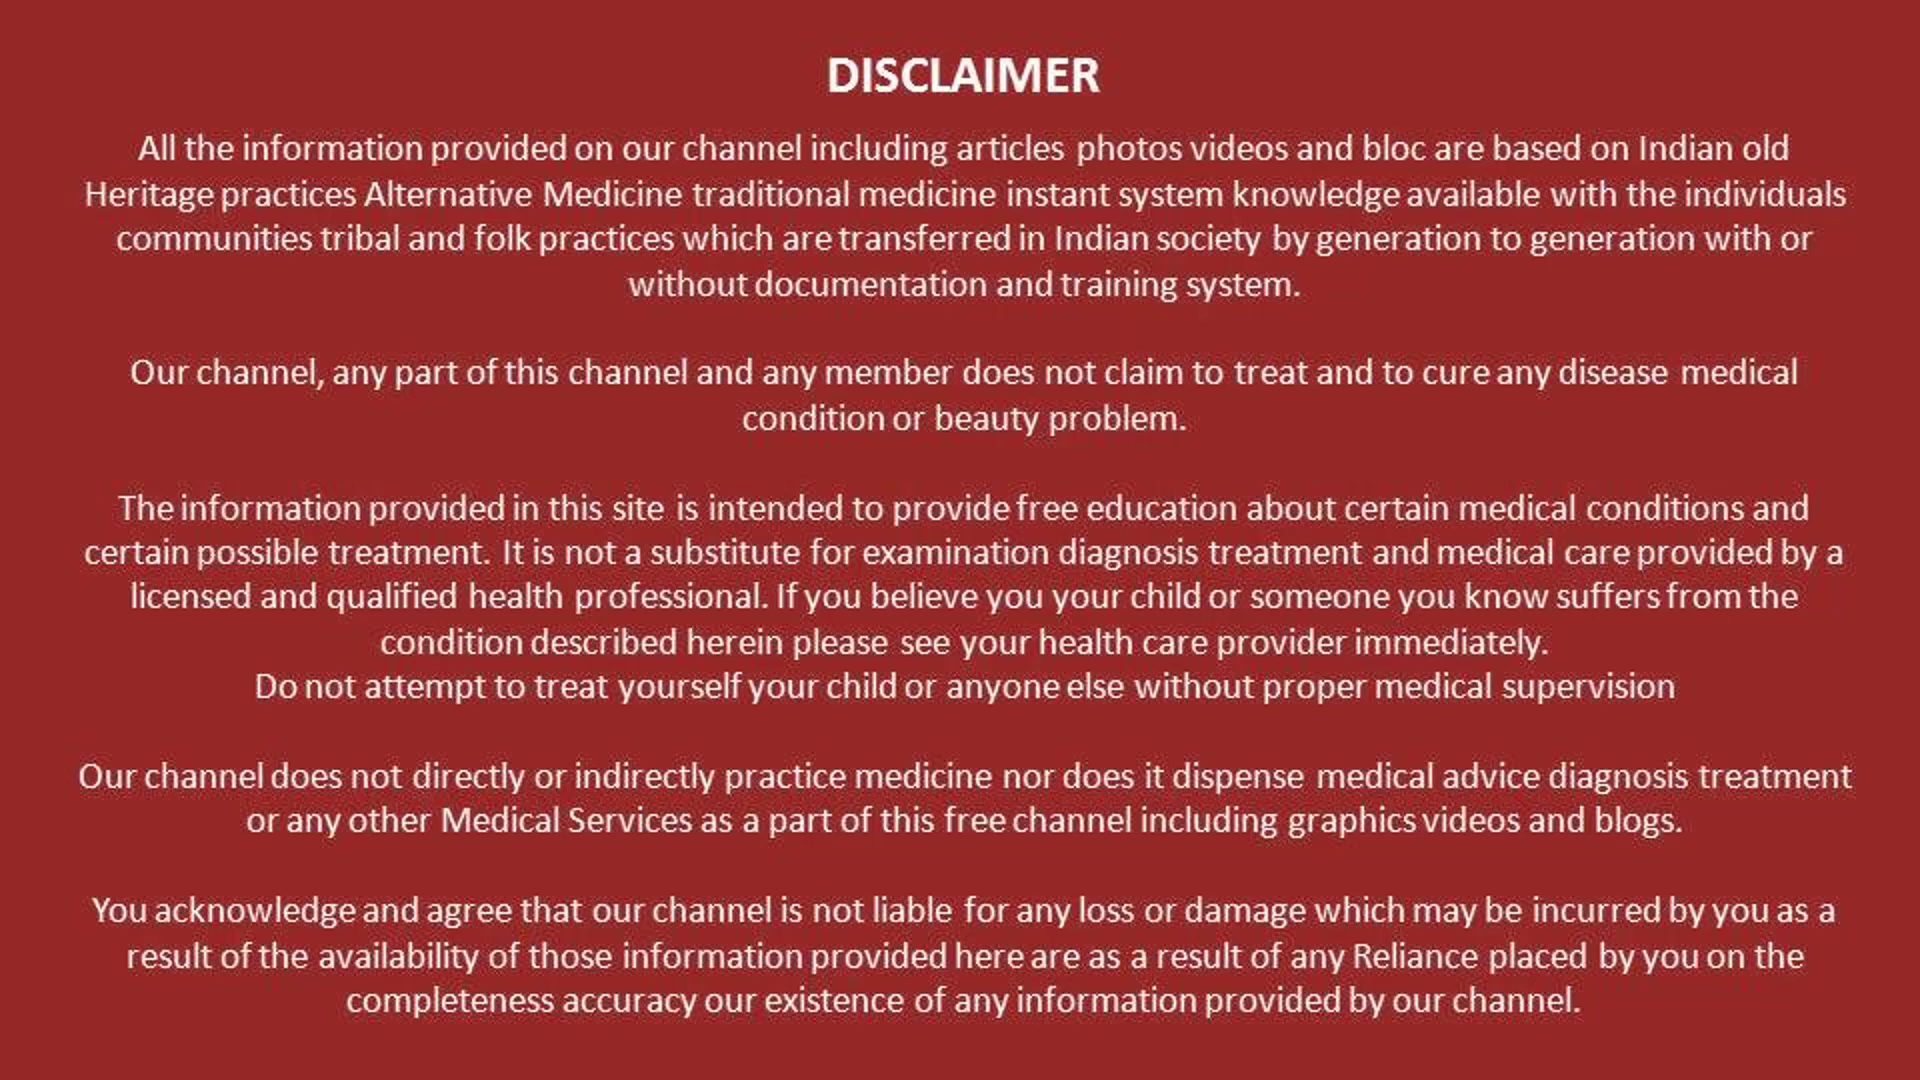 DISCLAIMER
All the information provided on our channel including articles photos videos and bloc are based on Indian old
Heritage practices Alternative Medicine traditional medicine instant system knowledge available with the individuals
communities tribal and folk practices which are transferred in Indian society by generation to generation with or
without documentation and training system.
Our channel, any part of this channel and any member does not claim to treat and to cure any disease medical
condition or beauty problem.
The information provided in this site is intended to provide free education about certain medical conditions and
certain possible treatment. It is not a substitute for examination diagnosis treatment and medical care provided by a
licensed and qualified health professional. If you believe you your child or someone you know suffers from the
condition described herein please see your health care provider immediately.
Do not attempt to treat yourself your child or anyone else without proper medical supervision
Our channel does not directly or indirectly practice medicine nor does it dispense medical advice diagnosis treatment
or any other Medical Services as a part of this free channel including graphics videos and blogs.
You acknowledge and agree that our channel is not liable for any loss or damage which may be incurred by you as a
result of the availability of those information provided here are as a result of any Reliance placed by you on the
completeness accuracy our existence of any information provided by our channel.